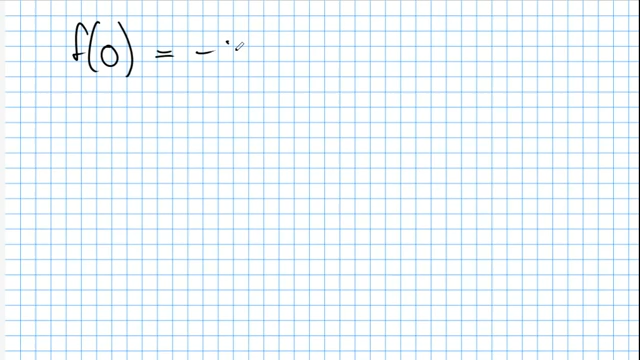 f(0) = -